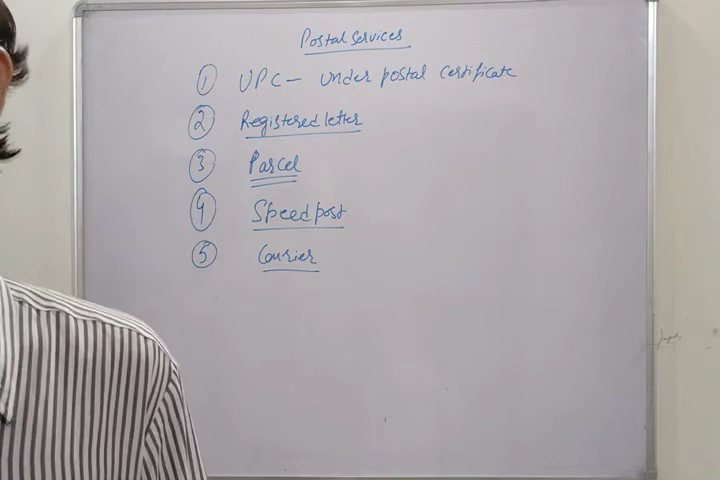 Postal Services
① UPC – under postal certificate
② Registered letter
③ Parcel
④ Speed post
⑤ Courier